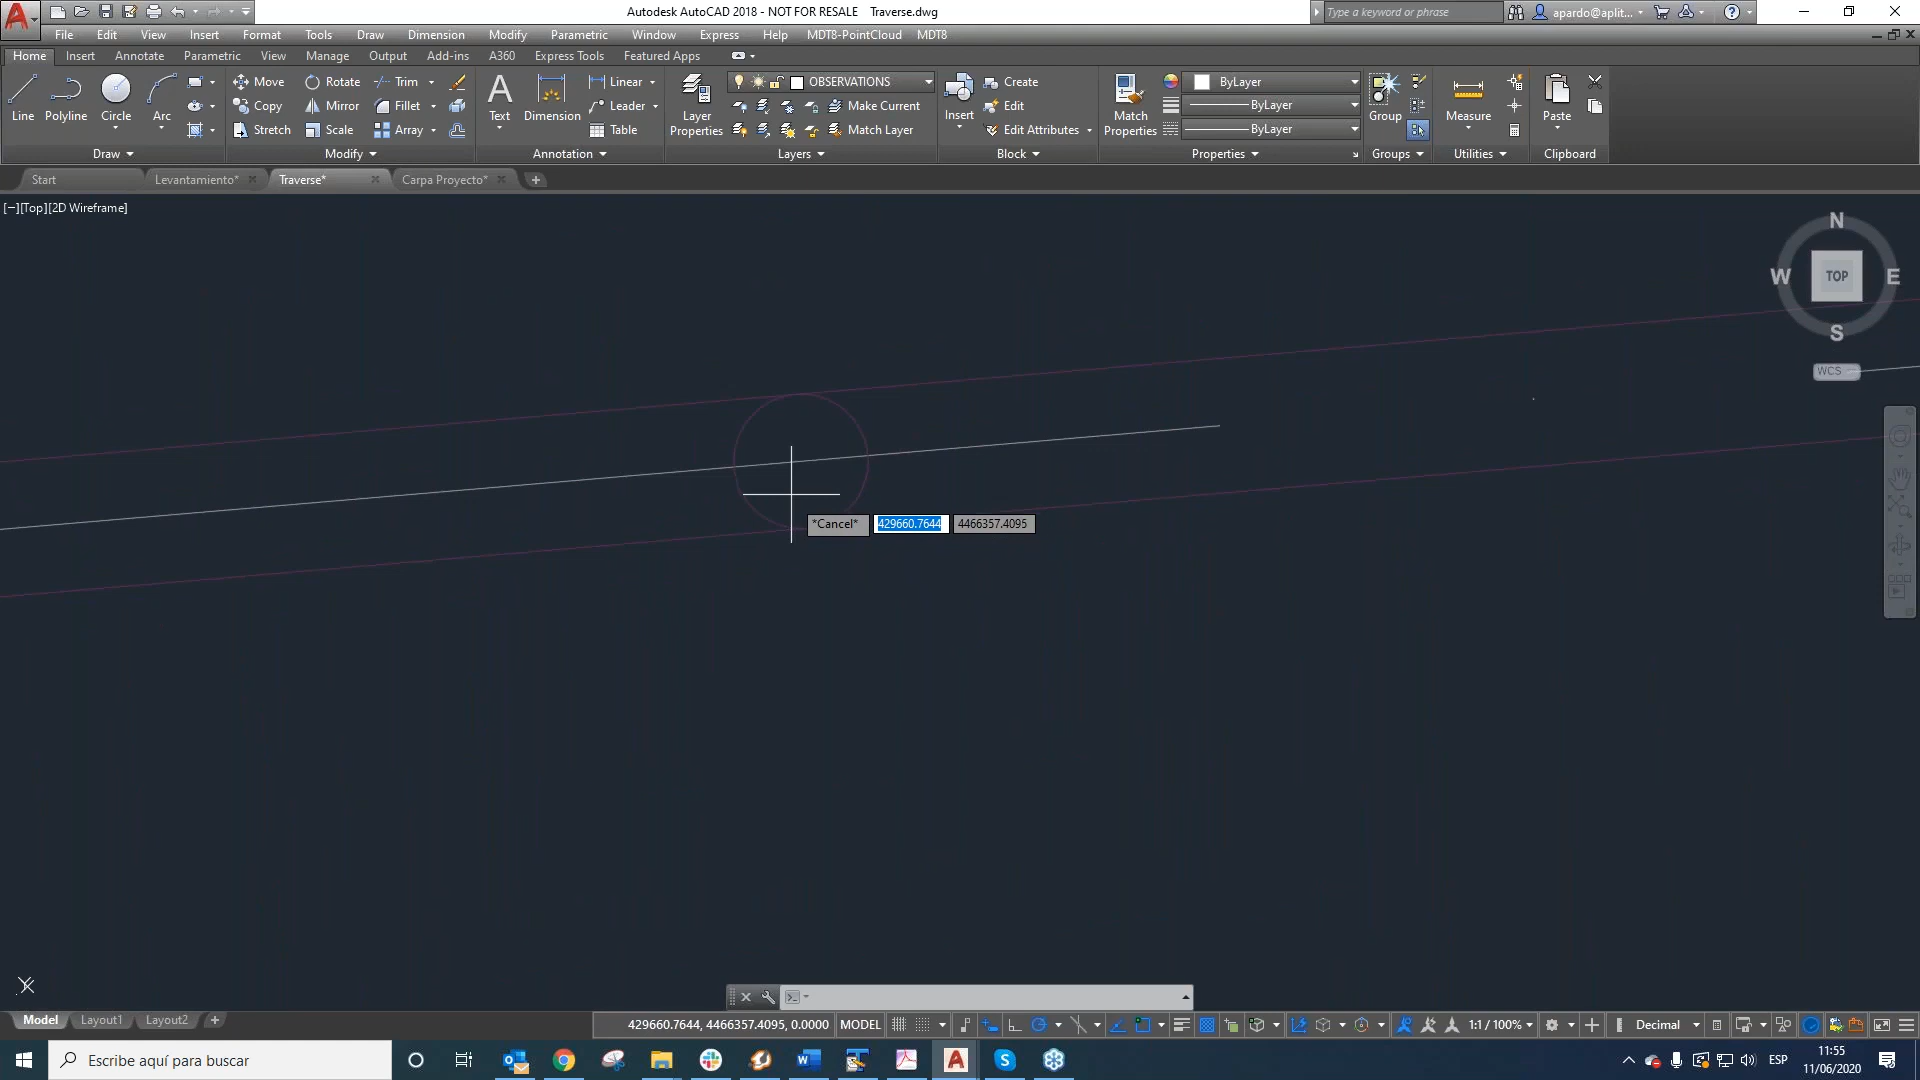 Autodesk AutoCAD 2018 - NOT FOR RESALE Traverse.dwg
Type a keyword or phrase
apardo@aplit...
File Edit View Insert Format Tools Draw Dimension Modify Parametric Window Express Help MDT8-PointCloud MDT8
Home Insert Annotate Parametric View Manage Output Add-ins A360 Express Tools Featured Apps
Line Polyline Circle Arc
Move Rotate Trim
Copy Mirror Fillet
Stretch Scale Array
Text Dimension
Linear
Leader
Table
Layer Properties
OBSERVATIONS
Make Current
Match Layer
Insert
Create
Edit
Edit Attributes
Match Properties
ByLayer
ByLayer
ByLayer
Group
Measure
Paste
Draw Modify Annotation Layers Block Properties Groups Utilities Clipboard
Start Levantamiento* Traverse* Carpa Proyecto*
[−][Top][2D Wireframe]
N
W TOP E
S
WCS
*Cancel* 429660.7644 4466357.4095
Model Layout1 Layout2
429660.7644, 4466357.4095, 0.0000 MODEL
1:1 / 100%
Decimal
Escribe aquí para buscar
ESP
11:55
11/06/2020